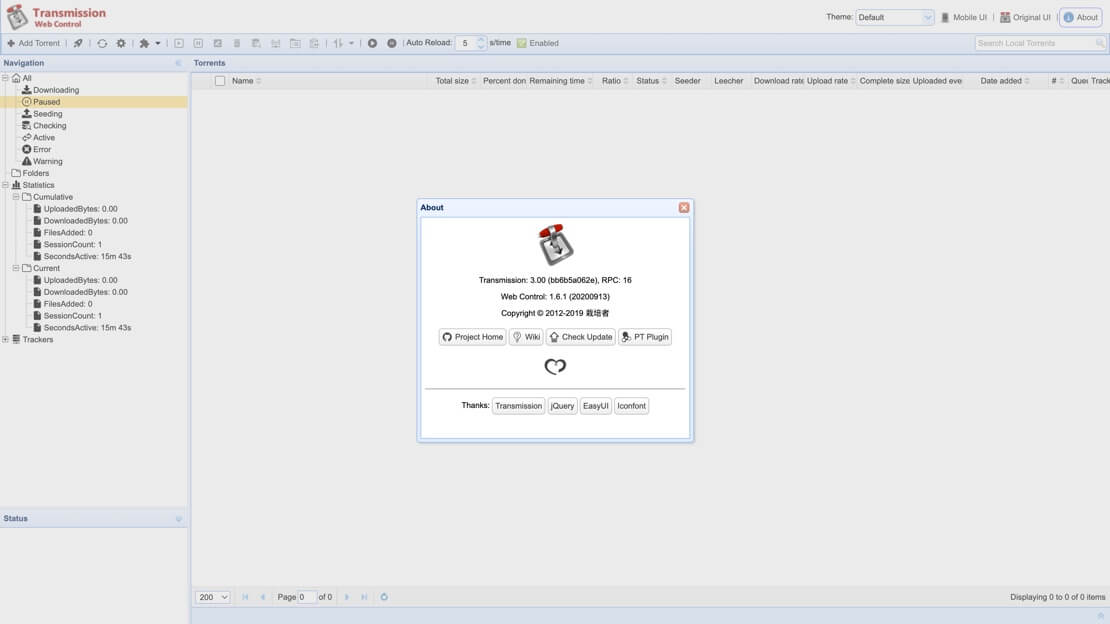 Transmission
Web Control
Theme: Default Mobile UI Original UI About
Add Torrent Auto Reload: 5 s/time Enabled Search Local Torrents
Navigation
Torrents
Name Total size Percent don Remaining time Ratio Status Seeder Leecher Download rate Upload rate Complete size Uploaded eve Date added # Queu Track
All
Downloading
Paused
Seeding
Checking
Active
Error
Warning
Folders
Statistics
Cumulative
UploadedBytes: 0.00
DownloadedBytes: 0.00
FilesAdded: 0
SessionCount: 1
SecondsActive: 15m 43s
Current
UploadedBytes: 0.00
DownloadedBytes: 0.00
FilesAdded: 0
SessionCount: 1
SecondsActive: 15m 43s
Trackers
About
Transmission: 3.00 (bb6b5a062e), RPC: 16
Web Control: 1.6.1 (20200913)
Copyright © 2012-2019 栽培者
Project Home Wiki Check Update PT Plugin
Thanks: Transmission jQuery EasyUI Iconfont
Status
200 Page 0 of 0 Displaying 0 to 0 of 0 items